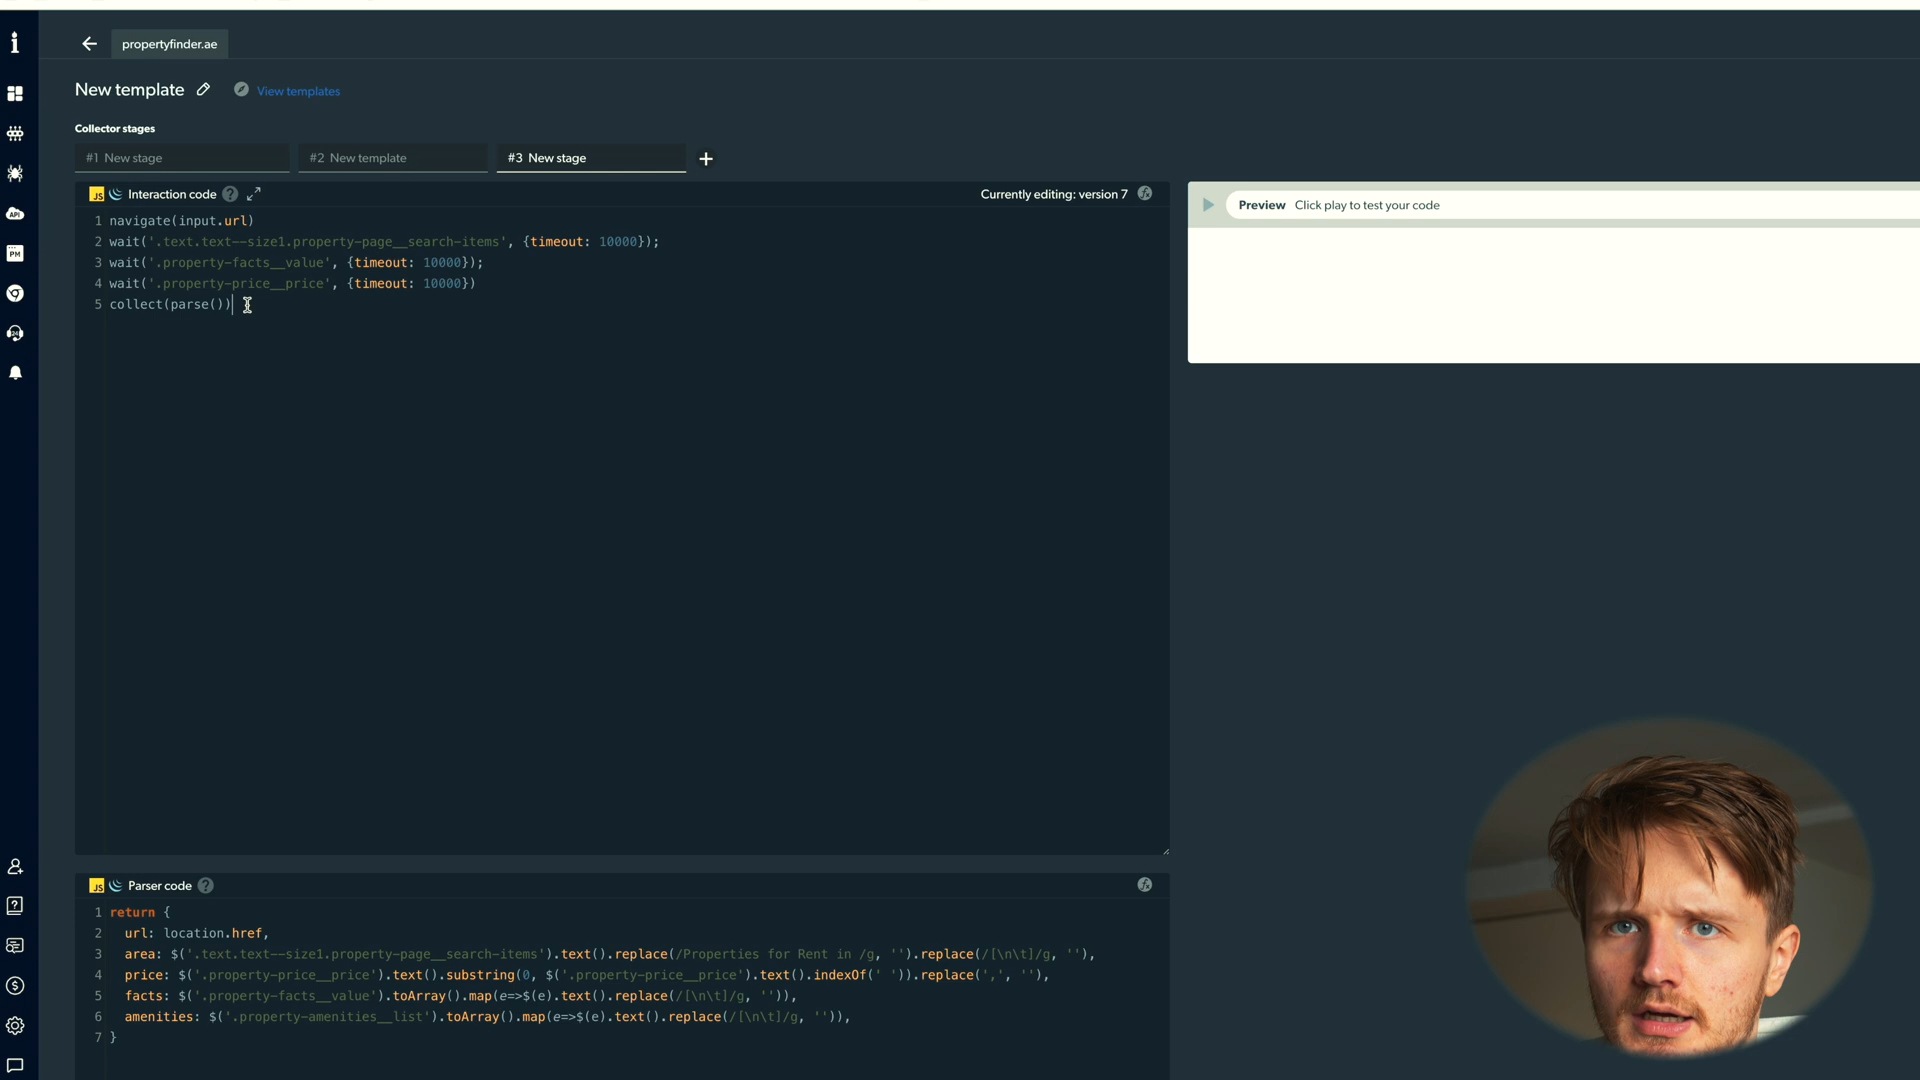 propertyfinder.ae
New template
View templates
Collector stages
#1 New stage
#2 New template
#3 New stage
+
JS
Interaction code ?
Currently editing: version 7
1 navigate(input.url)
2 wait('.text.text--size1.property-page__search-items', {timeout: 10000});
3 wait('.property-facts__value', {timeout: 10000});
4 wait('.property-price__price', {timeout: 10000})
5 collect(parse())
Preview Click play to test your code
API
PM
24
JS
Parser code ?
1 return {
2 url: location.href,
3 area: $('.text.text--size1.property-page__search-items').text().replace(/Properties for Rent in /g, '').replace(/[\n\t]/g, ''),
4 price: $('.property-price__price').text().substring(0, $('.property-price__price').text().indexOf(' ')).replace(',', ''),
5 facts: $('.property-facts__value').toArray().map(e=>$(e).text().replace(/[\n\t]/g, '')),
6 amenities: $('.property-amenities__list').toArray().map(e=>$(e).text().replace(/[\n\t]/g, '')),
7 }